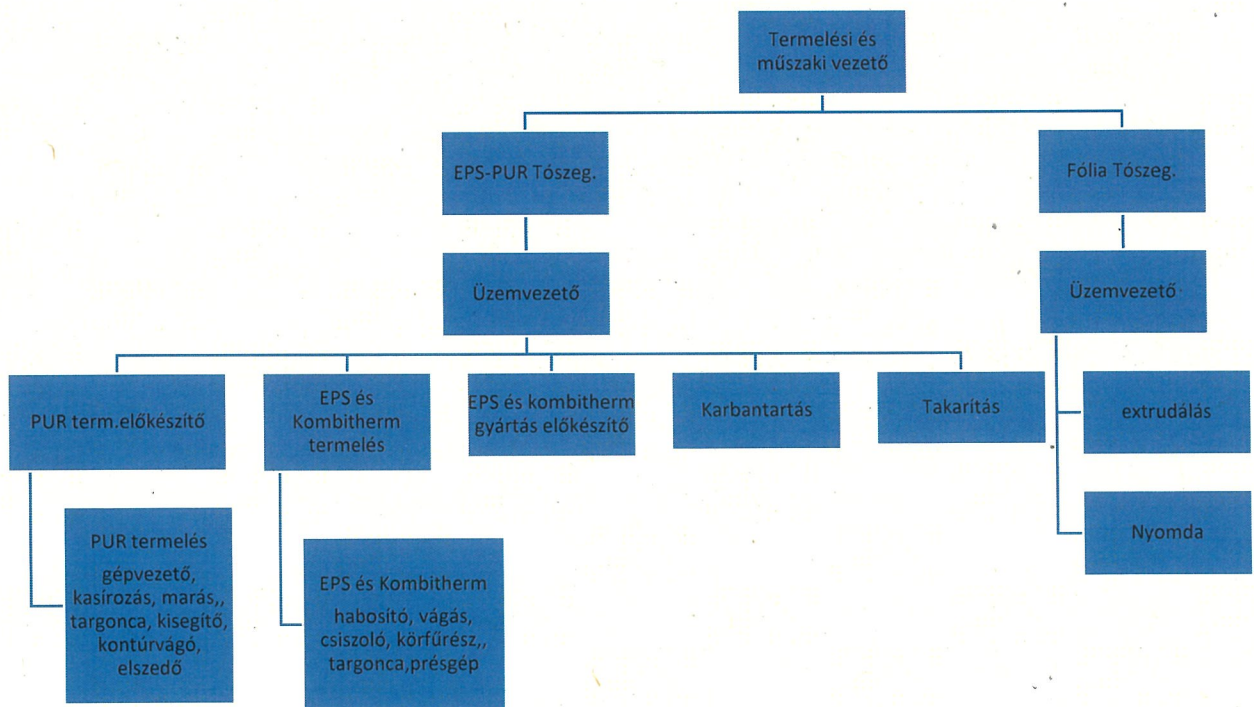 Termelési és
műszaki vezető
EPS-PUR Tószeg.
Fólia Tószeg.
Üzemvezető
Üzemvezető
PUR term.előkészítő
EPS és
Kombitherm
termelés
EPS és kombitherm
gyártás előkészítő
Karbantartás
Takarítás
extrudálás
PUR termelés
gépvezető,
kasírozás, marás,,
targonca, kisegítő,
kontúrvágó,
elszedő
EPS és Kombitherm
habosító, vágás,
csiszoló, körfűrész,,
targonca,présgép
Nyomda